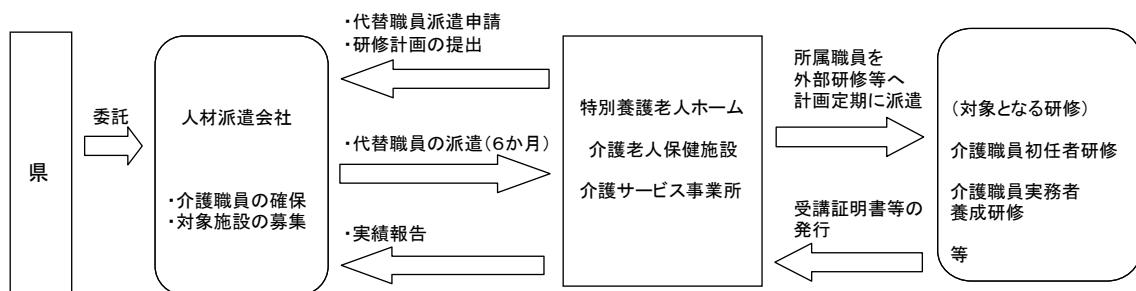 県
委託
人材派遣会社
・介護職員の確保
・対象施設の募集
・代替職員派遣申請
・研修計画の提出
・代替職員の派遣(6か月)
・実績報告
特別養護老人ホーム
介護老人保健施設
介護サービス事業所
所属職員を
外部研修等へ
計画定期に派遣
受講証明書等の
発行
(対象となる研修)
介護職員初任者研修
介護職員実務者
養成研修
等